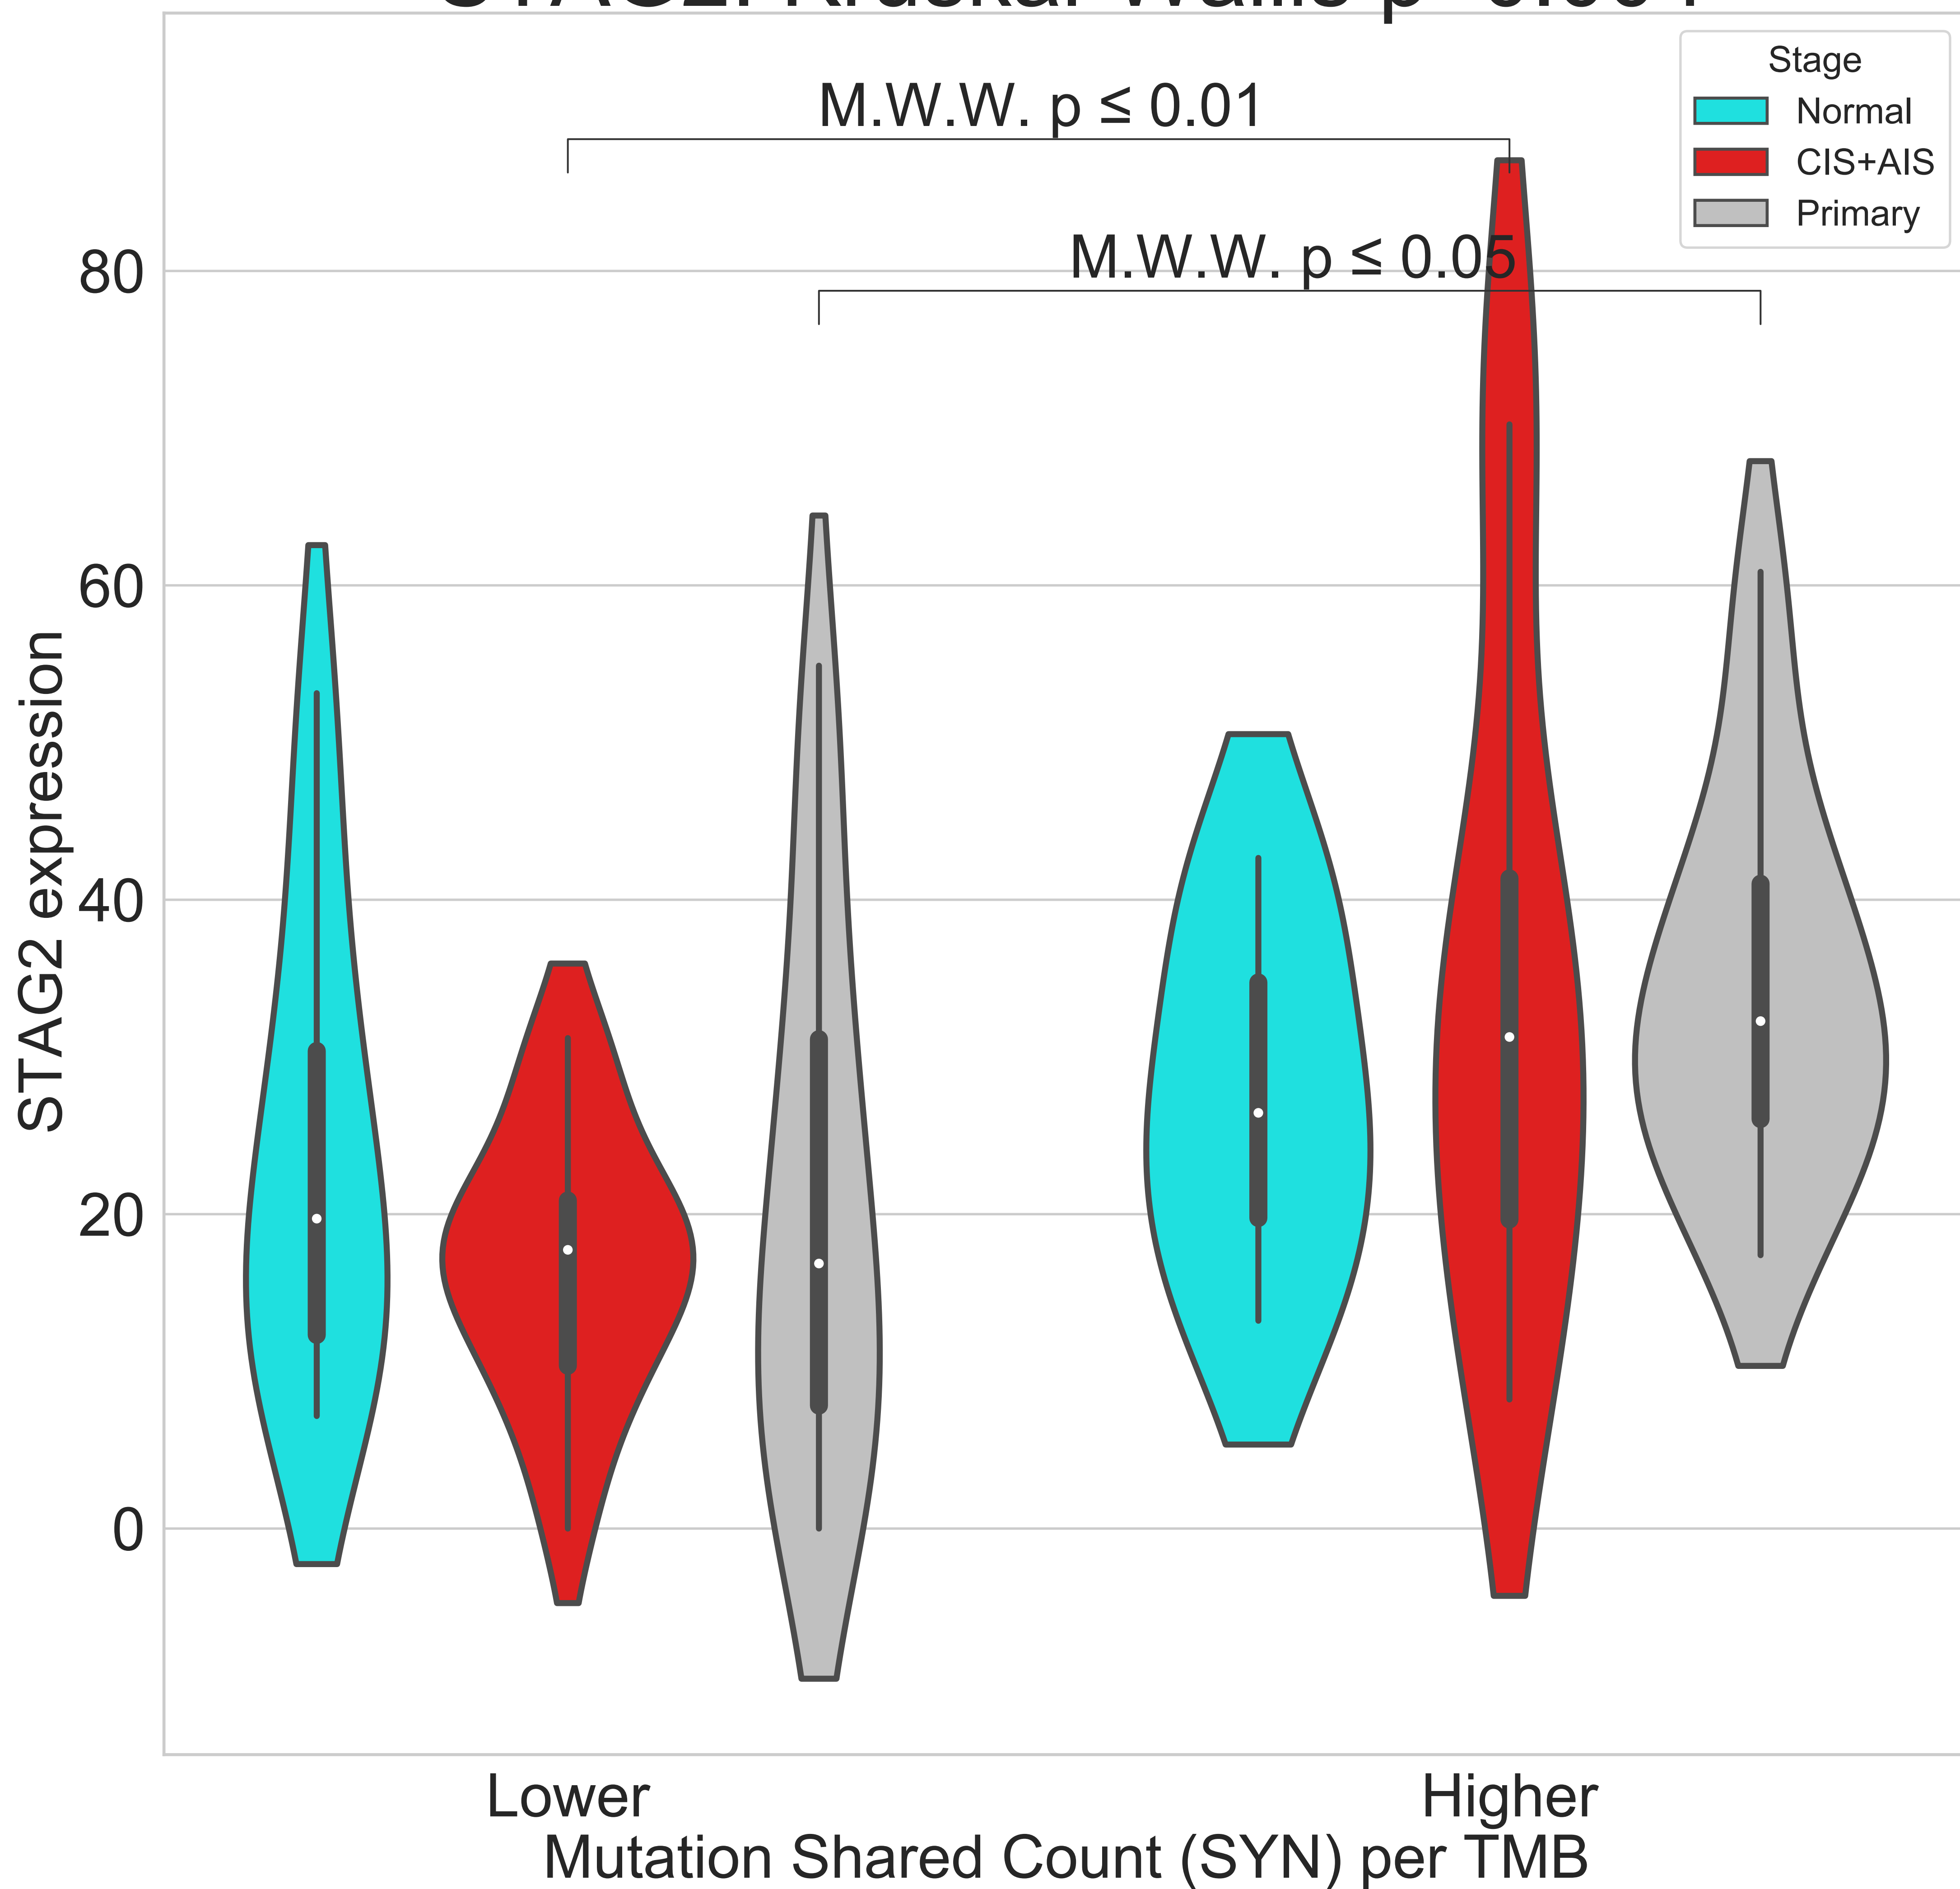 Stage
Normal
CIS+AIS
Primary
M.W.W. p ≤ 0.01
M.W.W. p ≤ 0.05
80
60
40
20
0
STAG2 expression
Lower
Higher
Mutation Shared Count (SYN) per TMB